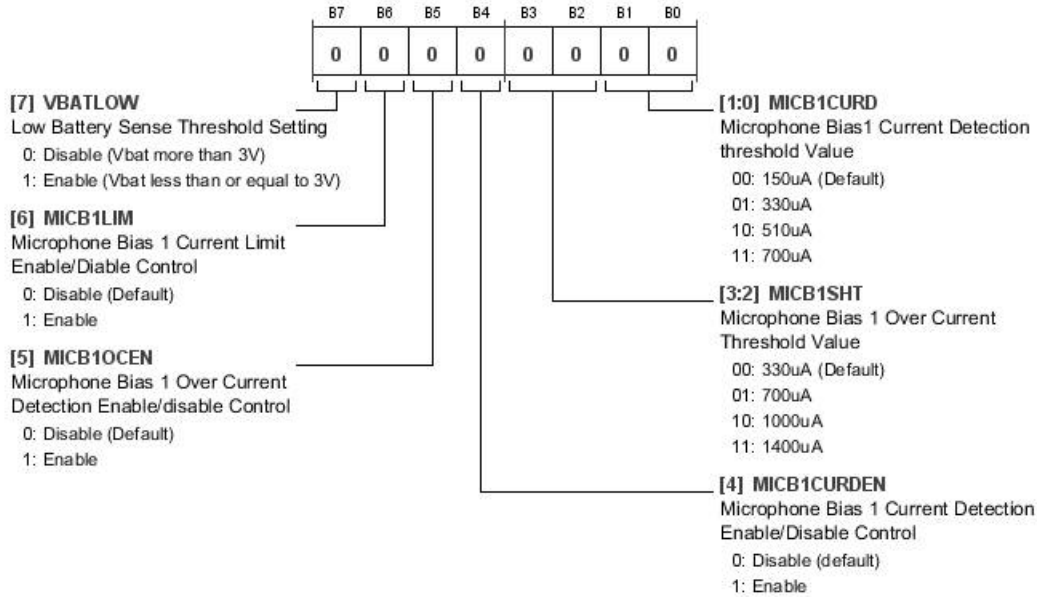 B7 B6 B5 B4 B3 B2 B1 B0
0 0 0 0 0 0 0 0
[7] VBATLOW
Low Battery Sense Threshold Setting
0: Disable (Vbat more than 3V)
1: Enable (Vbat less than or equal to 3V)
[6] MICB1LIM
Microphone Bias 1 Current Limit
Enable/Diable Control
0: Disable (Default)
1: Enable
[5] MICB1OCEN
Microphone Bias 1 Over Current
Detection Enable/disable Control
0: Disable (Default)
1: Enable
[1:0] MICB1CURD
Microphone Bias1 Current Detection
threshold Value
00: 150uA (Default)
01: 330uA
10: 510uA
11: 700uA
[3:2] MICB1SHT
Microphone Bias 1 Over Current
Threshold Value
00: 330uA (Default)
01: 700uA
10: 1000uA
11: 1400uA
[4] MICB1CURDEN
Microphone Bias 1 Current Detection
Enable/Disable Control
0: Disable (default)
1: Enable